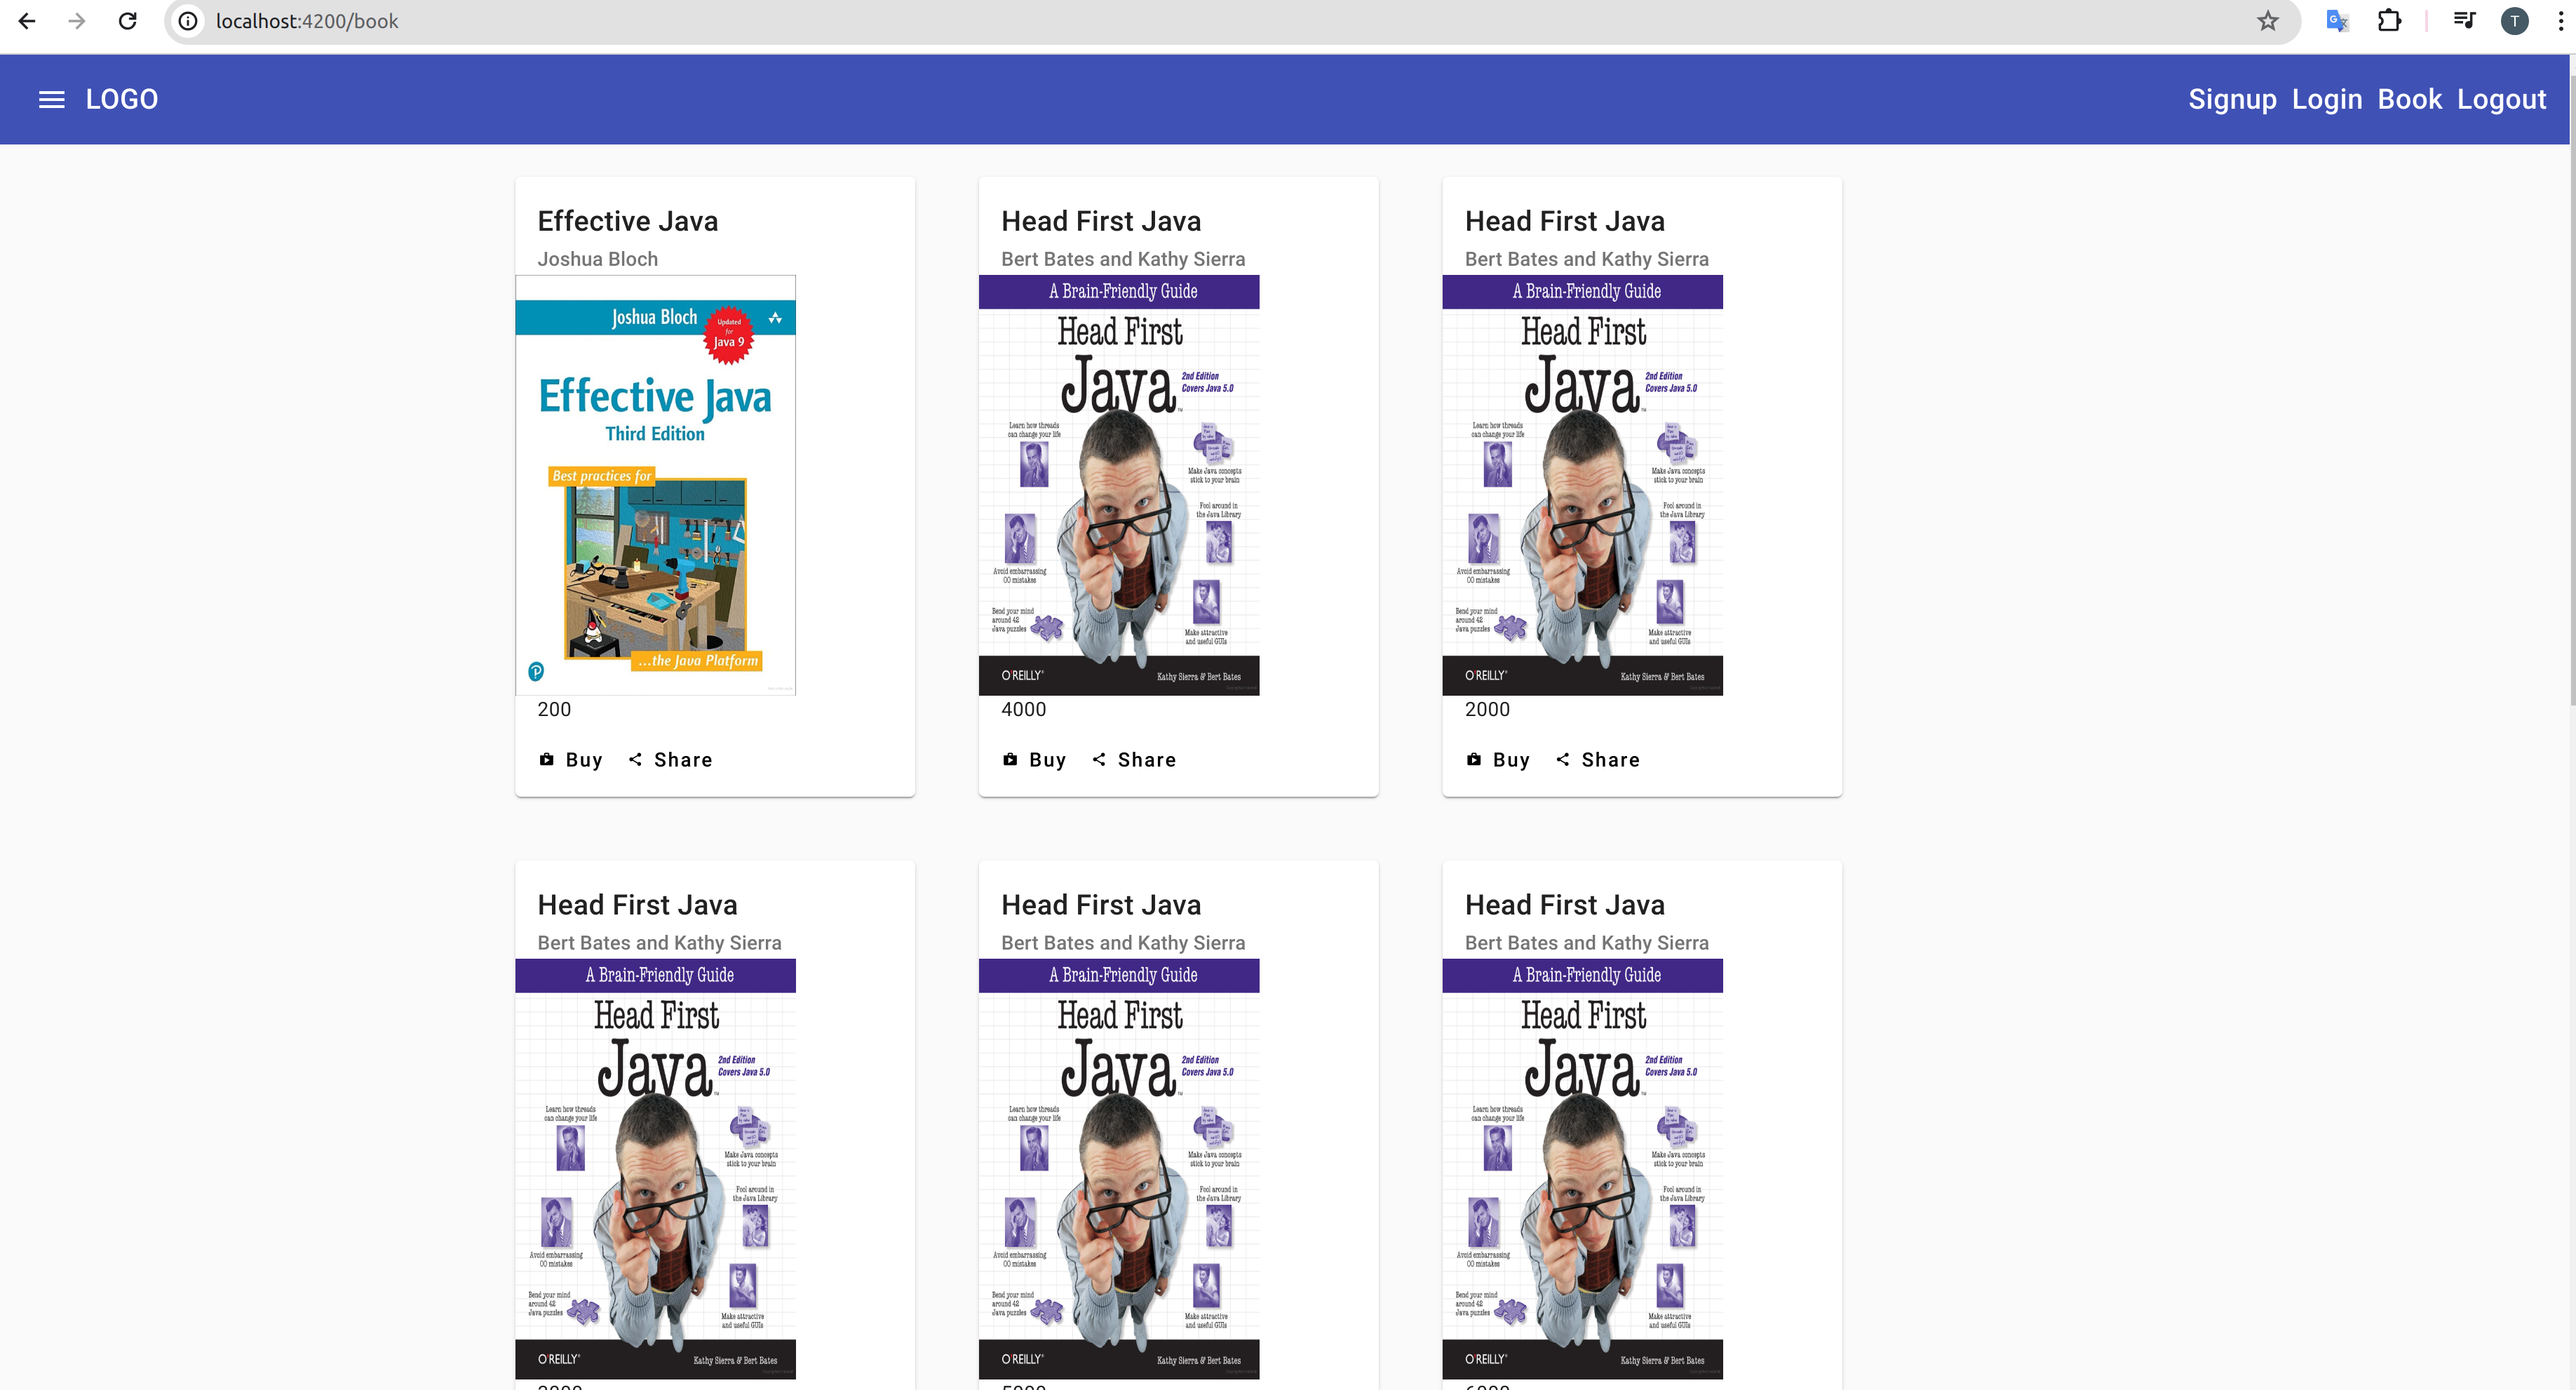 localhost:4200/book
T
LOGO
Signup Login Book Logout
Effective Java
Joshua Bloch
Joshua Bloch
Updated
for
Java 9
Effective Java
Third Edition
Best practices for
...the Java Platform
P
200
Buy Share
Head First Java
Bert Bates and Kathy Sierra
A Brain-Friendly Guide
Head First
Java™
2nd Edition
Covers Java 5.0
Learn how threads
can change your life
Make Java concepts
stick to your brain
Fool around in
the Java Library
Avoid embarrassing
OO mistakes
Bend your mind
around 42
Java puzzles
Make attractive
and useful GUIs
O'REILLY®
Kathy Sierra & Bert Bates
4000
Buy Share
Head First Java
Bert Bates and Kathy Sierra
A Brain-Friendly Guide
Head First
Java™
2nd Edition
Covers Java 5.0
Learn how threads
can change your life
Make Java concepts
stick to your brain
Fool around in
the Java Library
Avoid embarrassing
OO mistakes
Bend your mind
around 42
Java puzzles
Make attractive
and useful GUIs
O'REILLY®
Kathy Sierra & Bert Bates
2000
Buy Share
Head First Java
Bert Bates and Kathy Sierra
A Brain-Friendly Guide
Head First
Java™
2nd Edition
Covers Java 5.0
Learn how threads
can change your life
Make Java concepts
stick to your brain
Fool around in
the Java Library
Avoid embarrassing
OO mistakes
Bend your mind
around 42
Java puzzles
Make attractive
and useful GUIs
O'REILLY®
Kathy Sierra & Bert Bates
Head First Java
Bert Bates and Kathy Sierra
A Brain-Friendly Guide
Head First
Java™
2nd Edition
Covers Java 5.0
Learn how threads
can change your life
Make Java concepts
stick to your brain
Fool around in
the Java Library
Avoid embarrassing
OO mistakes
Bend your mind
around 42
Java puzzles
Make attractive
and useful GUIs
O'REILLY®
Kathy Sierra & Bert Bates
Head First Java
Bert Bates and Kathy Sierra
A Brain-Friendly Guide
Head First
Java™
2nd Edition
Covers Java 5.0
Learn how threads
can change your life
Make Java concepts
stick to your brain
Fool around in
the Java Library
Avoid embarrassing
OO mistakes
Bend your mind
around 42
Java puzzles
Make attractive
and useful GUIs
O'REILLY®
Kathy Sierra & Bert Bates